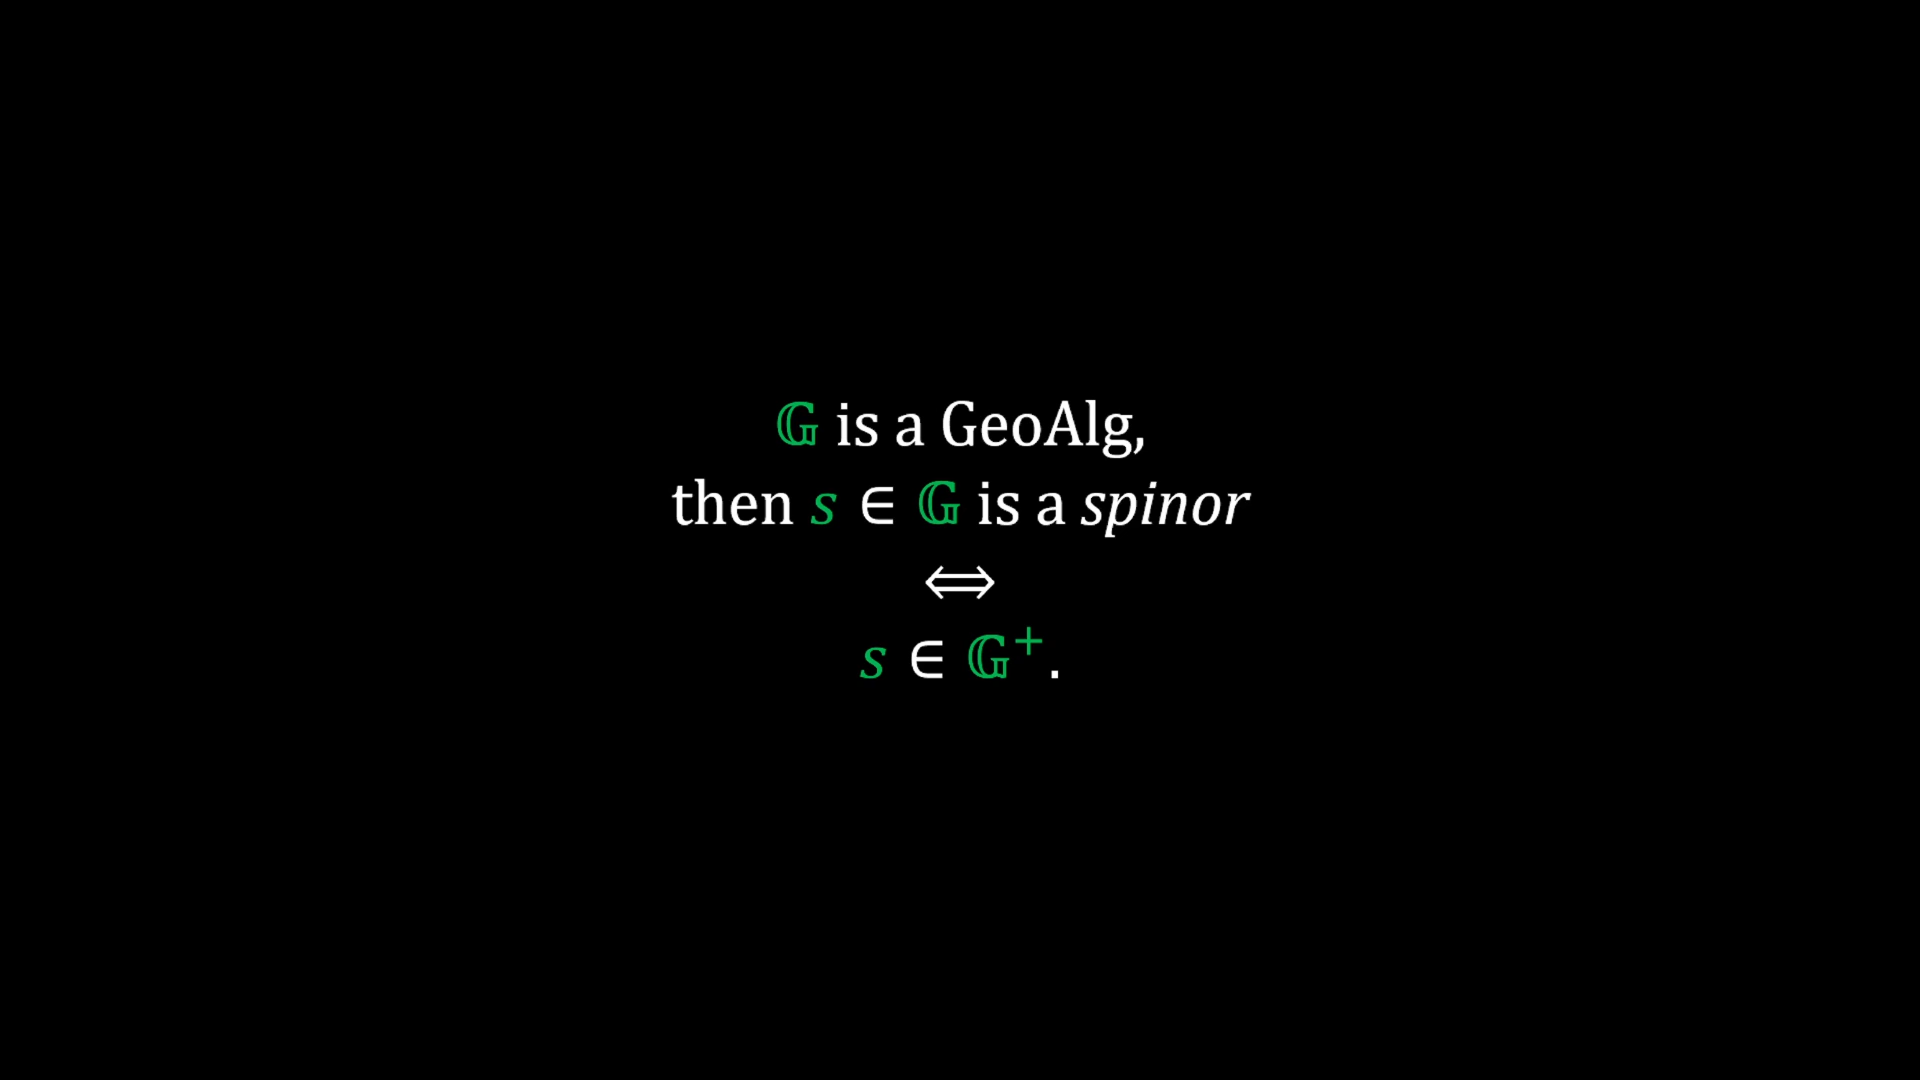 𝔾 is a GeoAlg,
then s ∈ 𝔾 is a spinor
⟺
s ∈ 𝔾⁺.